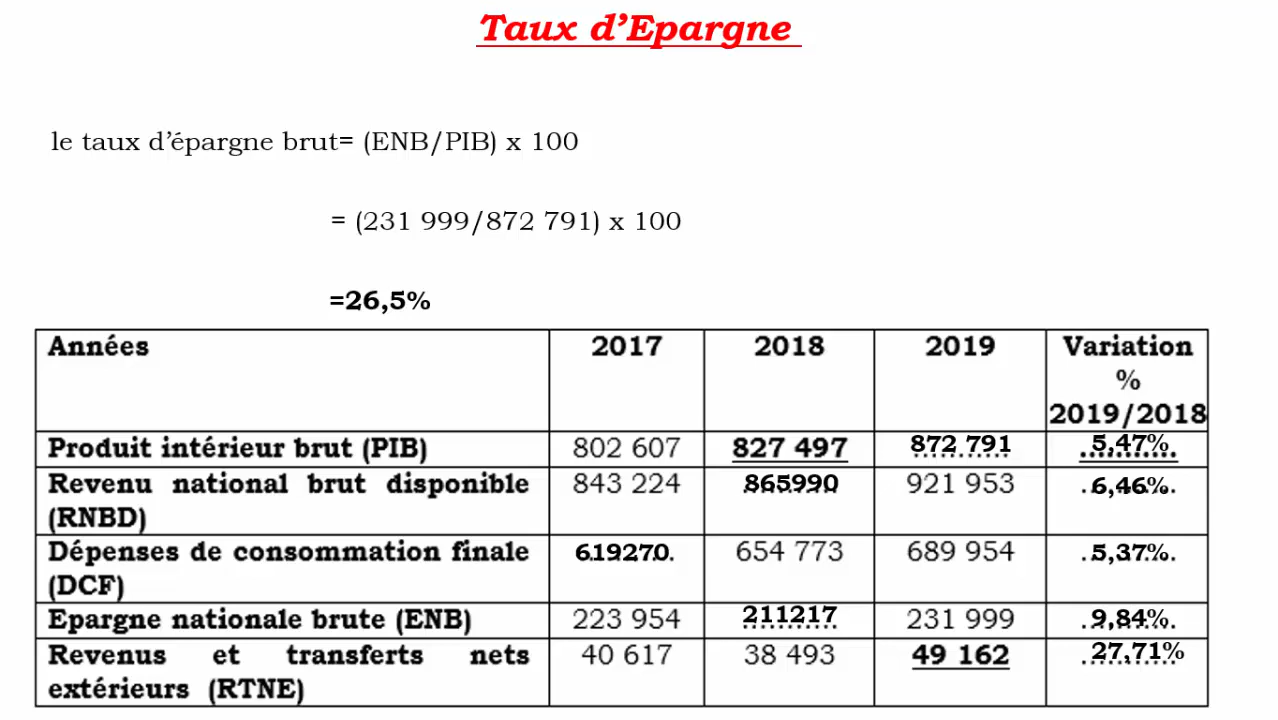 Taux d’Epargne
le taux d’épargne brut= (ENB/PIB) x 100
= (231 999/872 791) x 100
=26,5%
Années 2017 2018 2019 Variation
%
2019/2018
Produit intérieur brut (PIB) 802 607 827 497 872 791 5,47%
Revenu national brut disponible 843 224 865990 921 953 6,46%
(RNBD)
Dépenses de consommation finale 619270. 654 773 689 954 5,37%
(DCF)
Epargne nationale brute (ENB) 223 954 211217 231 999 9,84%
Revenus et transferts nets 40 617 38 493 49 162 27,71%
extérieurs (RTNE)